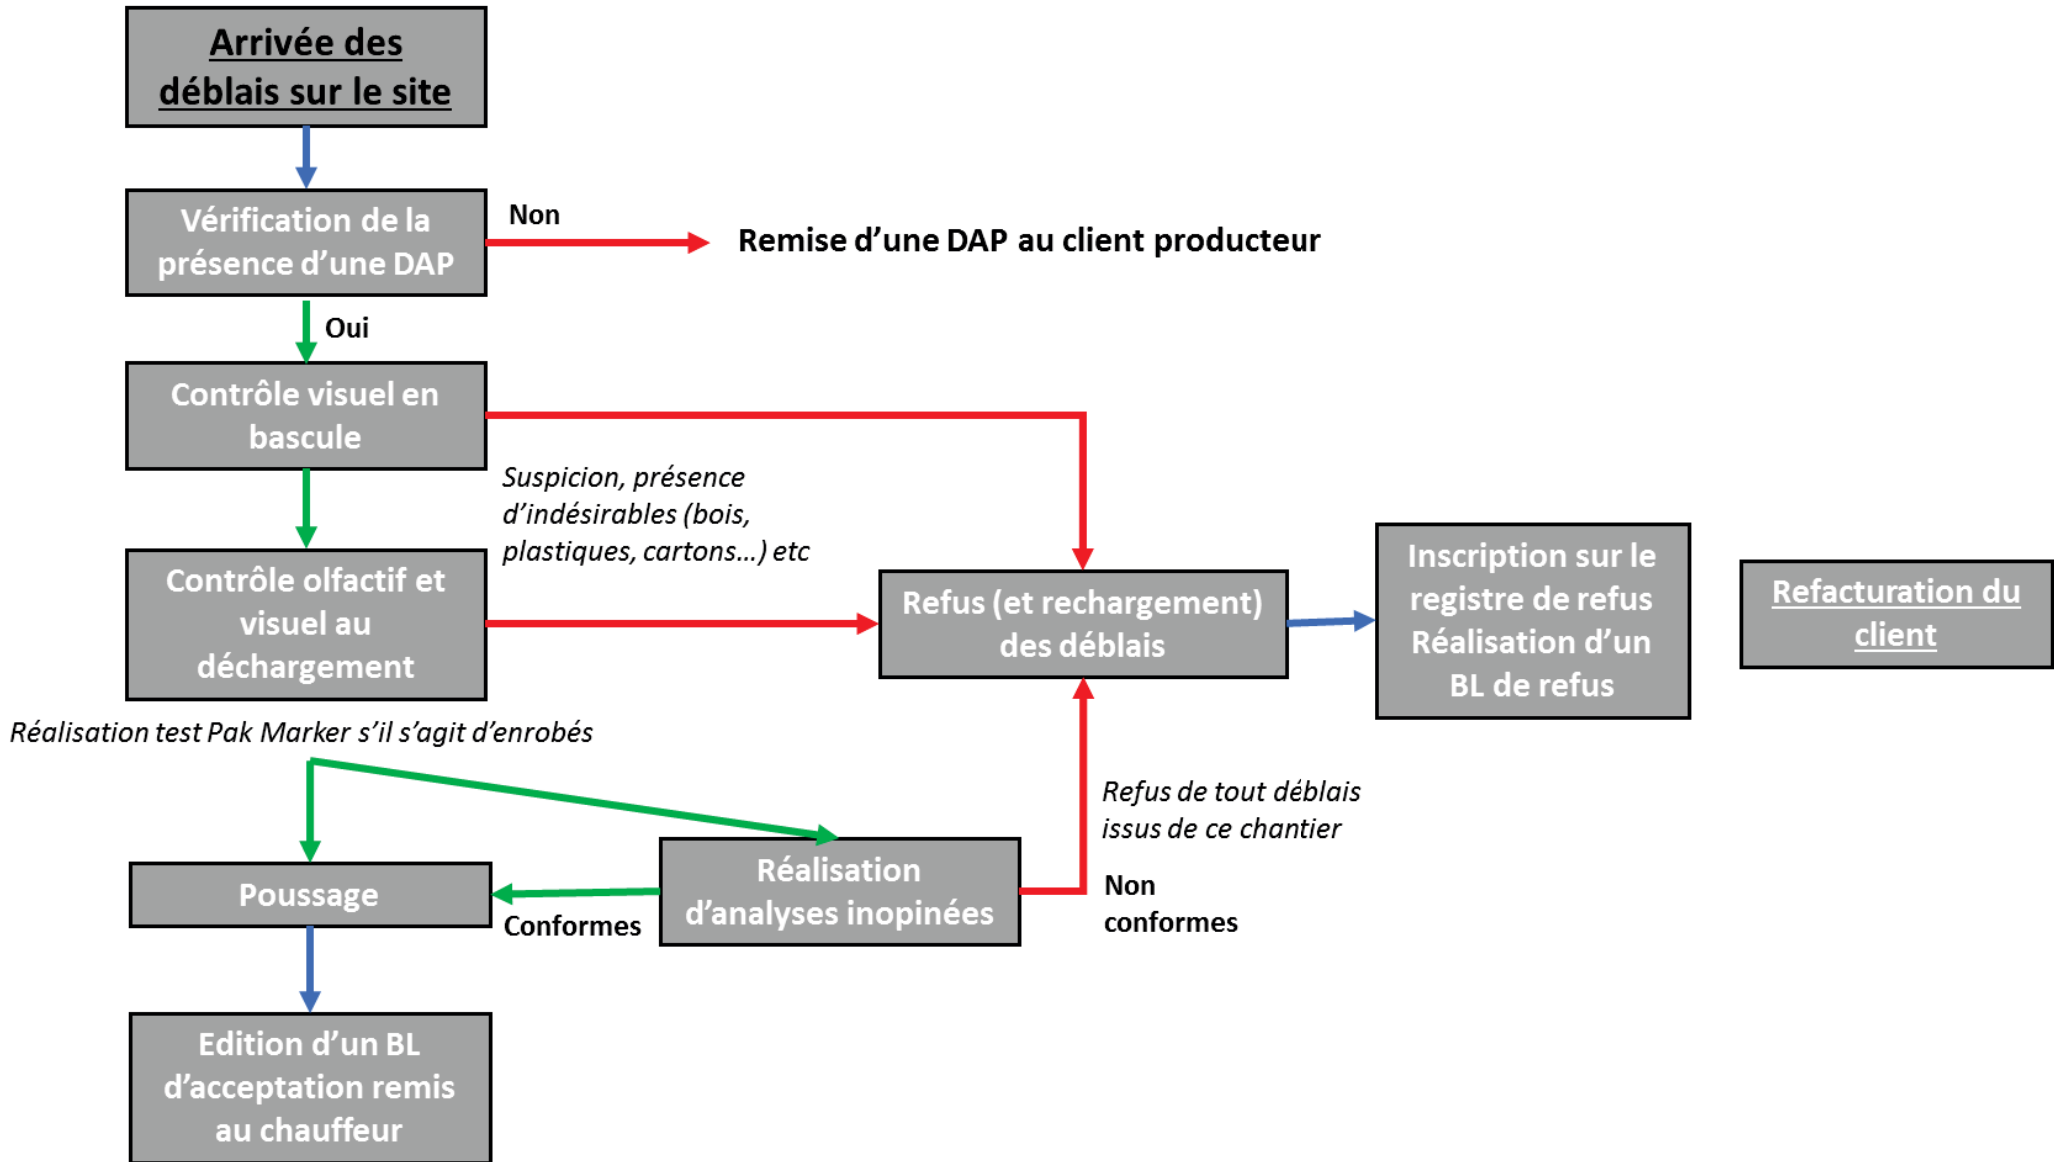 Arrivée des
déblais sur le site
Vérification de la
présence d'une DAP
Non
Remise d'une DAP au client producteur
Oui
Contrôle visuel en
bascule
Suspicion, présence
d'indésirables (bois,
plastiques, cartons…) etc
Contrôle olfactif et
visuel au
déchargement
Refus (et rechargement)
des déblais
Inscription sur le
registre de refus
Réalisation d'un
BL de refus
Refacturation du
client
Réalisation test Pak Marker s'il s'agit d'enrobés
Refus de tout déblais
issus de ce chantier
Poussage
Conformes
Réalisation
d'analyses inopinées
Non
conformes
Edition d'un BL
d'acceptation remis
au chauffeur